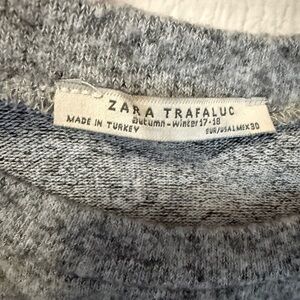 ZARA TRAFALUC
autumn-winter 17-18
MADE IN TURKEY
EUR/USA L MEX 30